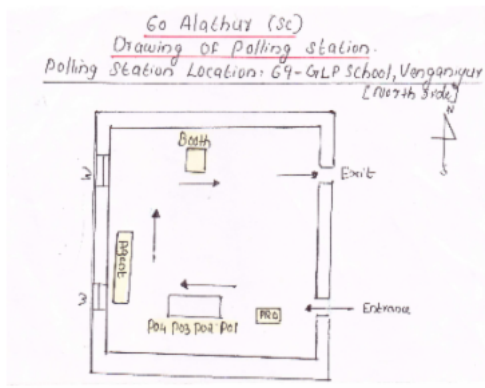 60 Alathur (SC)
Drawing of Polling Station.
Polling Station Location: 69-GLP School, Venganiyur
[North Side]
N
S
Booth
W
Exit
Agent
W
Entrance
PRO
PO4 PO3 PO2 PO1